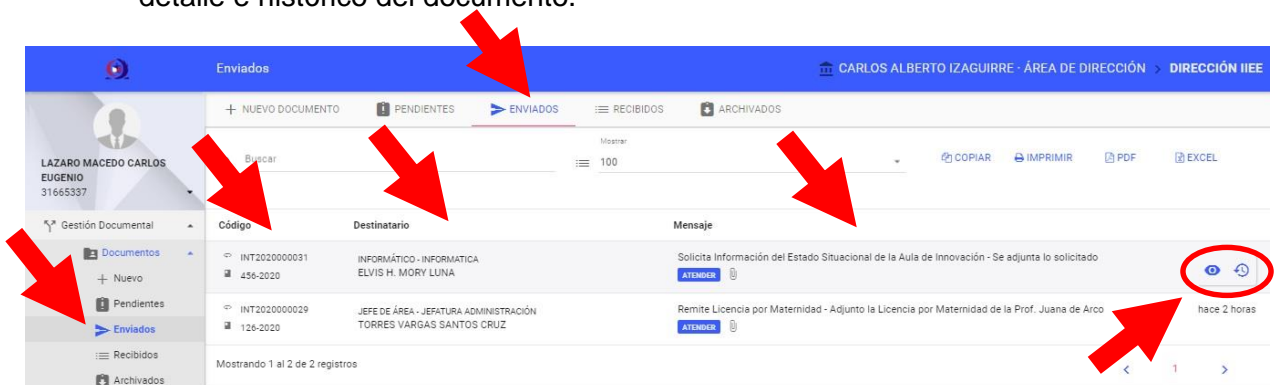 detalle e histórico del documento.
Enviados
CARLOS ALBERTO IZAGUIRRE - ÁREA DE DIRECCIÓN > DIRECCIÓN IIEE
+ NUEVO DOCUMENTO PENDIENTES ENVIADOS RECIBIDOS ARCHIVADOS
LAZARO MACEDO CARLOS
EUGENIO
31665337
Buscar
Mostrar
100
COPIAR IMPRIMIR PDF EXCEL
Gestión Documental
Documentos
+ Nuevo
Pendientes
Enviados
Recibidos
Archivados
Código Destinatario Mensaje
INT2020000031
456-2020
INFORMÁTICO - INFORMATICA
ELVIS H. MORY LUNA
Solicita Información del Estado Situacional de la Aula de Innovación - Se adjunta lo solicitado
ATENDER
INT2020000029
126-2020
JEFE DE ÁREA - JEFATURA ADMINISTRACIÓN
TORRES VARGAS SANTOS CRUZ
Remite Licencia por Maternidad - Adjunto la Licencia por Maternidad de la Prof. Juana de Arco
ATENDER
hace 2 horas
Mostrando 1 al 2 de 2 registros
< 1 >